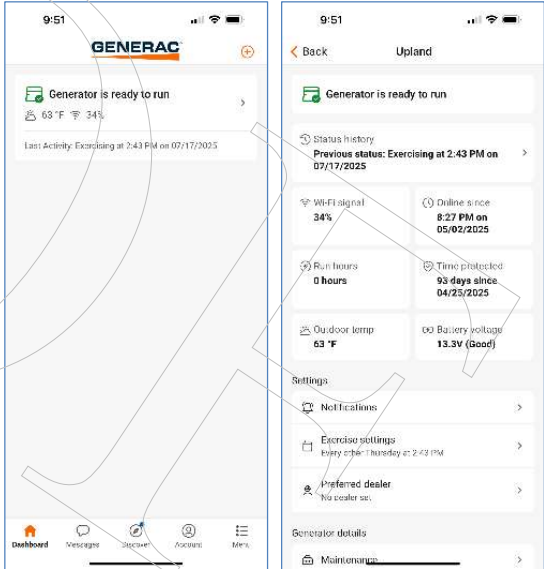 9:51
GENERAC
Generator is ready to run
63 °F 34%
Last Activity: Exercising at 2:43 PM on 07/17/2025
Dashboard
Messages
Discover
Account
Menu
9:51
Back
Upland
Generator is ready to run
Status history
Previous status: Exercising at 2:43 PM on
07/17/2025
Wi-Fi signal
34%
Online since
8:27 PM on
05/02/2025
Run hours
0 hours
Time protected
93 days since
04/25/2025
Outdoor temp
63 °F
Battery voltage
13.3V (Good)
Settings
Notifications
Exercise settings
Every other Thursday at 2:43 PM
Preferred dealer
No dealer set
Generator details
Maintenance